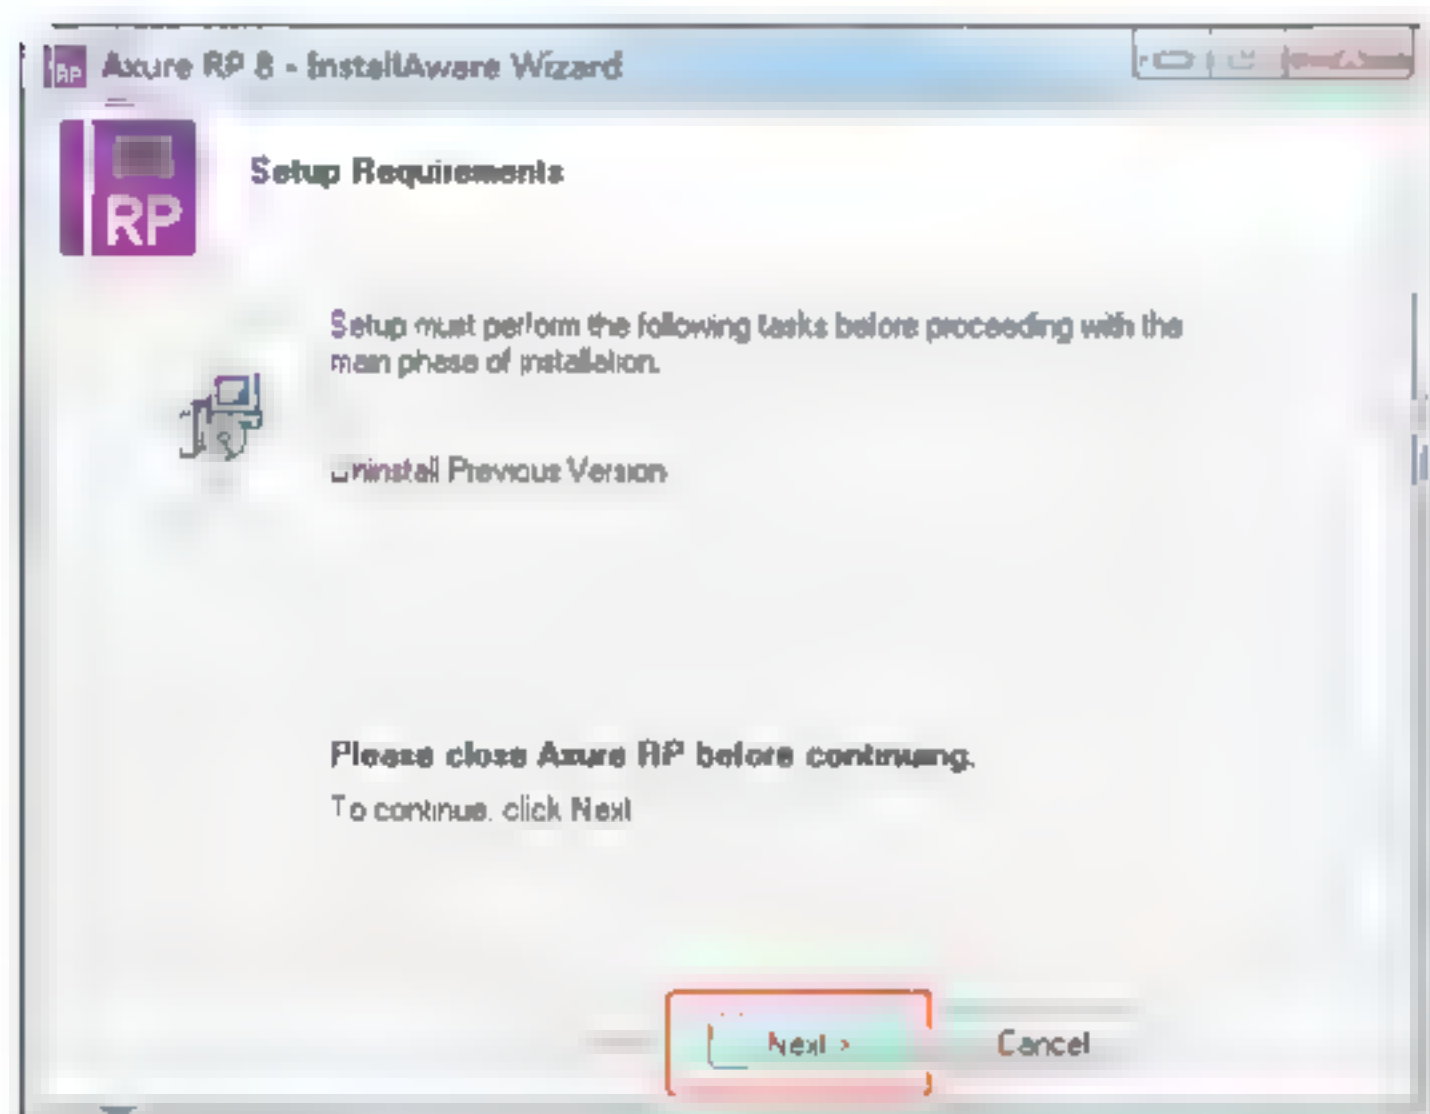 RP Axure RP 8 - InstallAware Wizard
RP
Setup Requirements
Setup must perform the following tasks before proceeding with the
main phase of installation.
Uninstall Previous Version
Please close Axure RP before continuing.
To continue, click Next
Next >
Cancel